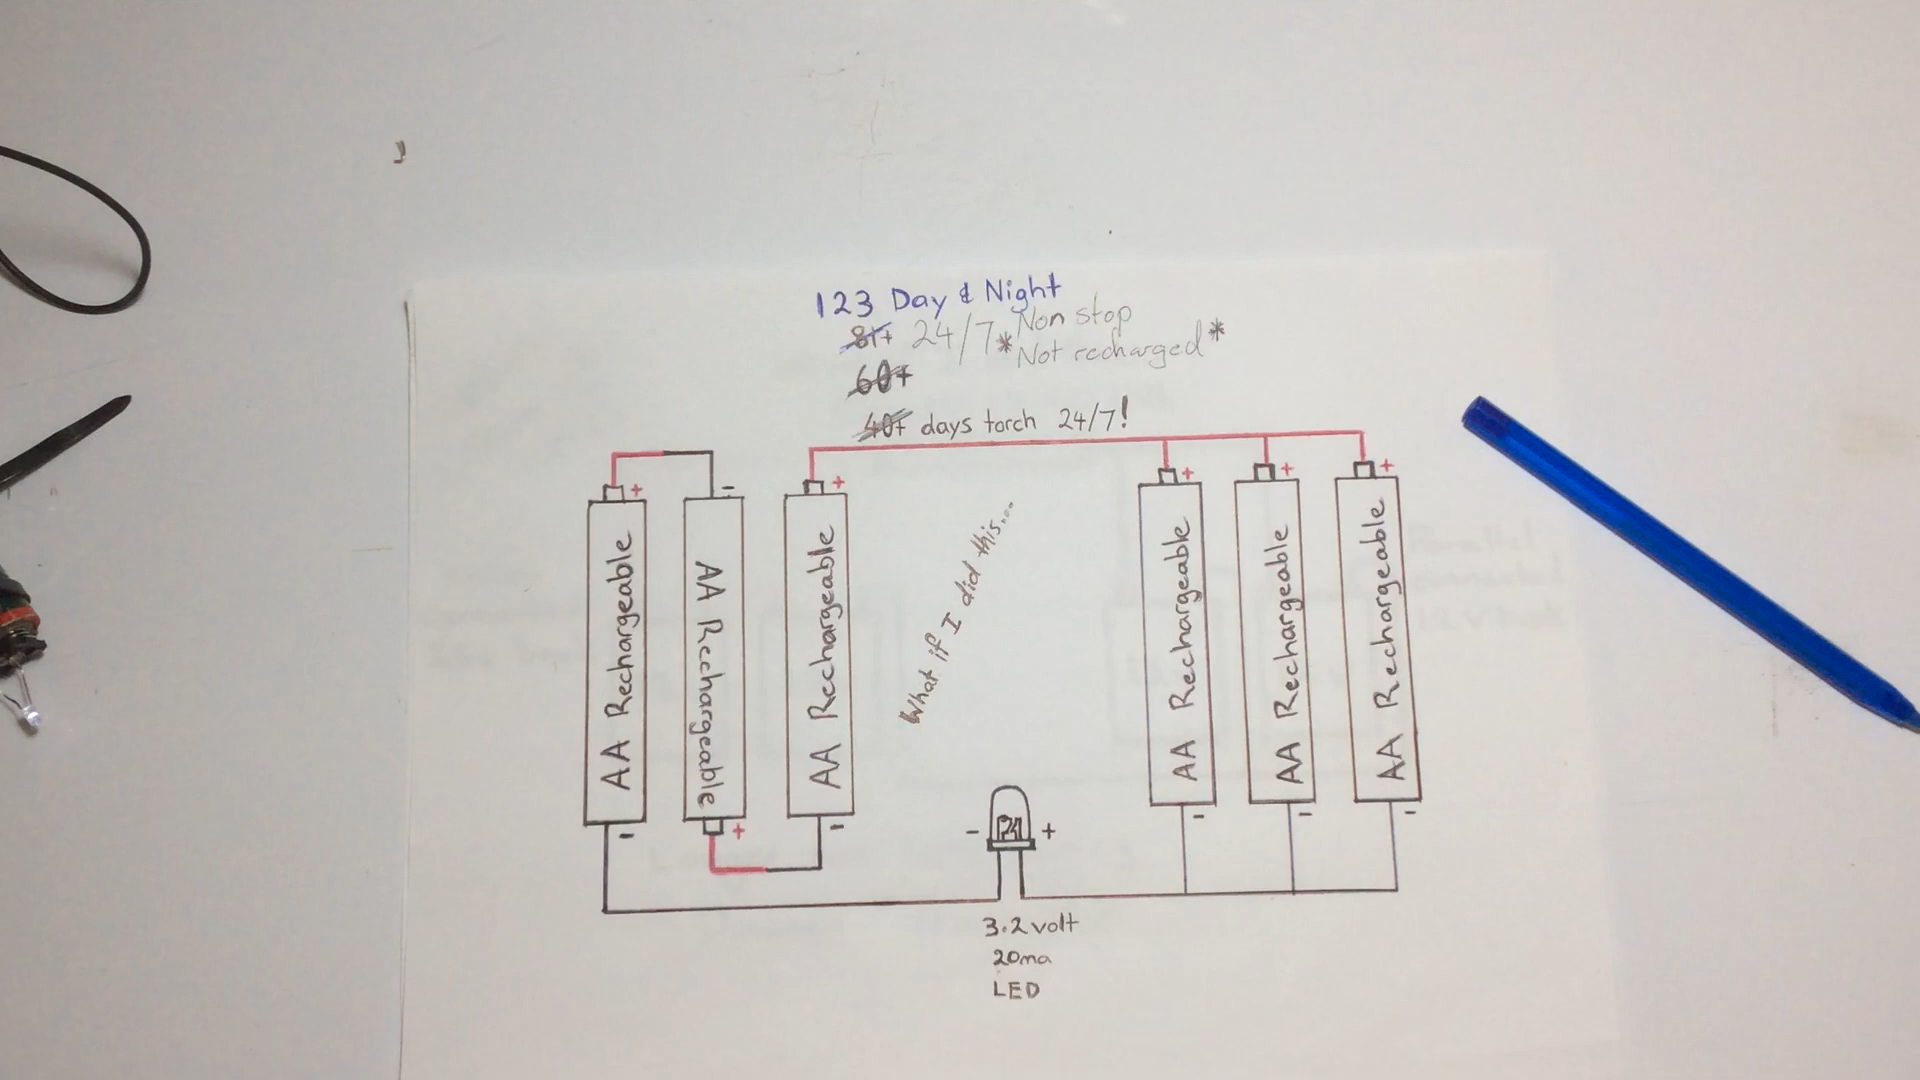 123 Day & Night
81+ 24/7 * Non stop
Not recharged *
60+
40+ days torch 24/7!
+ - + + + +
AA Rechargeable
AA Rechargeable
AA Rechargeable
What if I did this...
AA Rechargeable
AA Rechargeable
AA Rechargeable
- + - - + - - -
3.2 volt
20ma
LED